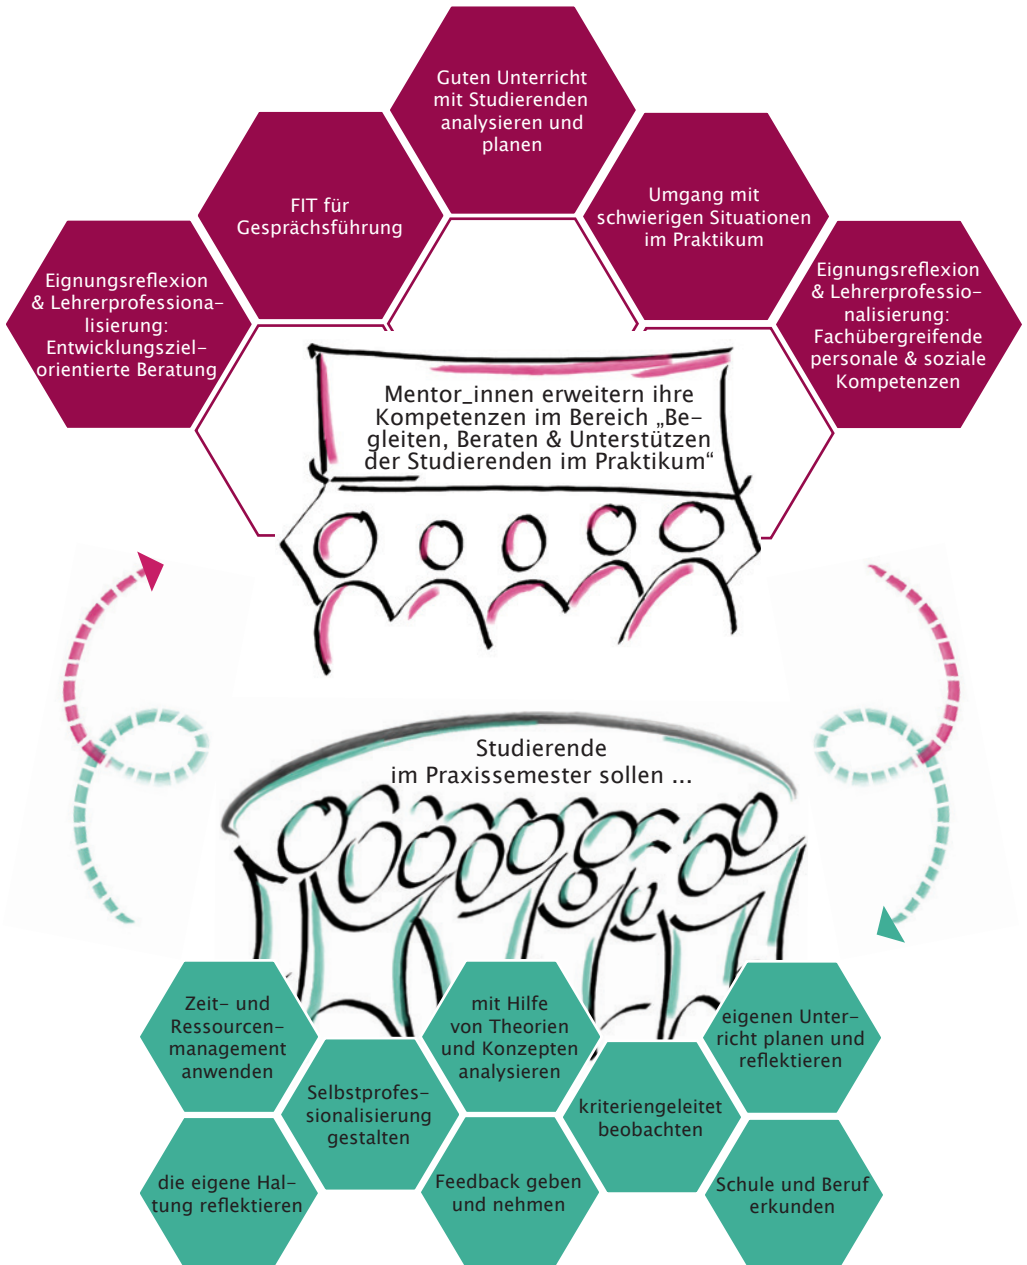 Guten Unterricht
mit Studierenden
analysieren und
planen
FIT für
Gesprächsführung
Umgang mit
schwierigen Situationen
im Praktikum
Eignungsreflexion
& Lehrerprofessiona-
lisierung:
Entwicklungsziel-
orientierte Beratung
Eignungsreflexion
& Lehrerprofessio-
nalisierung:
Fachübergreifende
personale & soziale
Kompetenzen
Mentor_innen erweitern ihre
Kompetenzen im Bereich „Be-
gleiten, Beraten & Unterstützen
der Studierenden im Praktikum“
Studierende
im Praxissemester sollen ...
Zeit- und
Ressourcen-
management
anwenden
mit Hilfe
von Theorien
und Konzepten
analysieren
eigenen Unter-
richt planen und
reflektieren
Selbstprofes-
sionalisierung
gestalten
kriteriengeleitet
beobachten
die eigene Hal-
tung reflektieren
Feedback geben
und nehmen
Schule und Beruf
erkunden